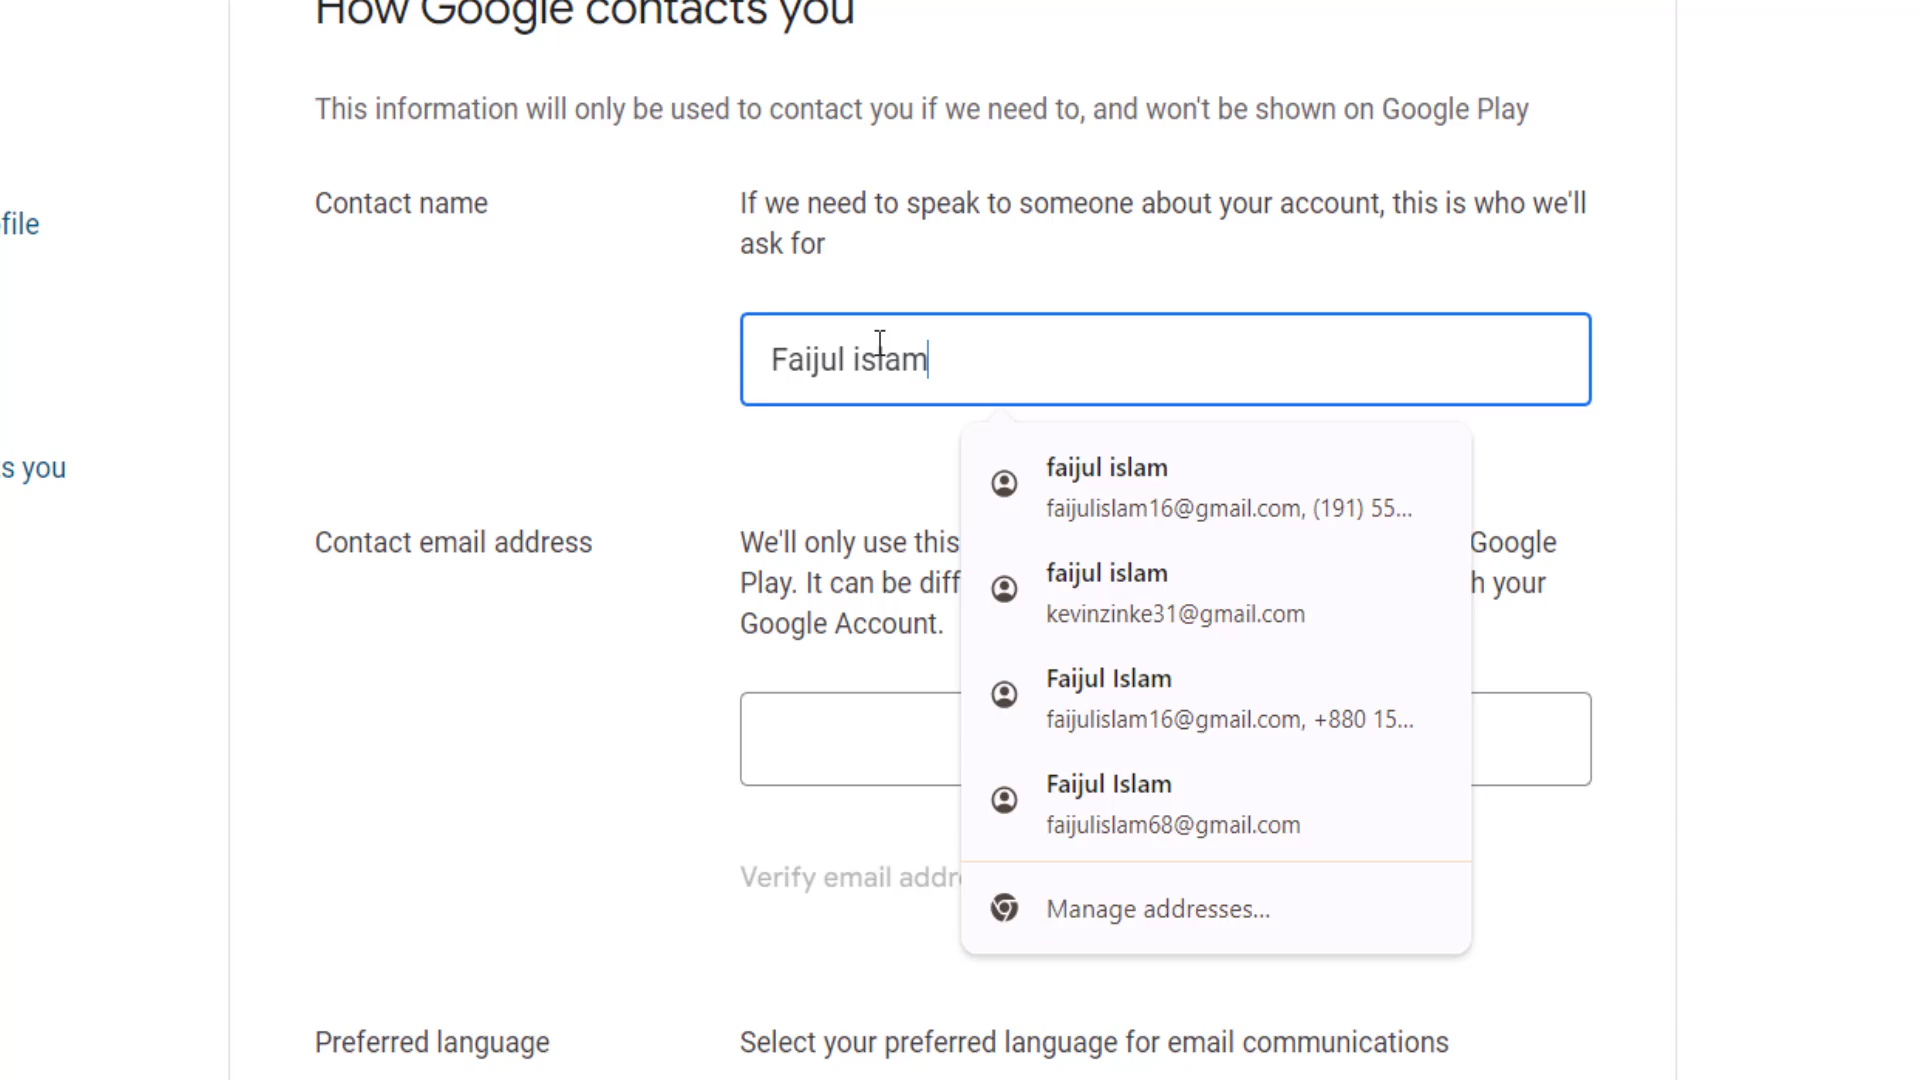 How Google contacts you
This information will only be used to contact you if we need to, and won't be shown on Google Play
Contact name
If we need to speak to someone about your account, this is who we'll
ask for
file
Faijul islam
faijul islam
faijulislam16@gmail.com, (191) 55...
s you
faijul islam
kevinzinke31@gmail.com
Faijul Islam
faijulislam16@gmail.com, +880 15...
Faijul Islam
faijulislam68@gmail.com
Manage addresses...
Contact email address
We'll only use this Google
Play. It can be diff h your
Google Account.
Verify email addr
Preferred language
Select your preferred language for email communications